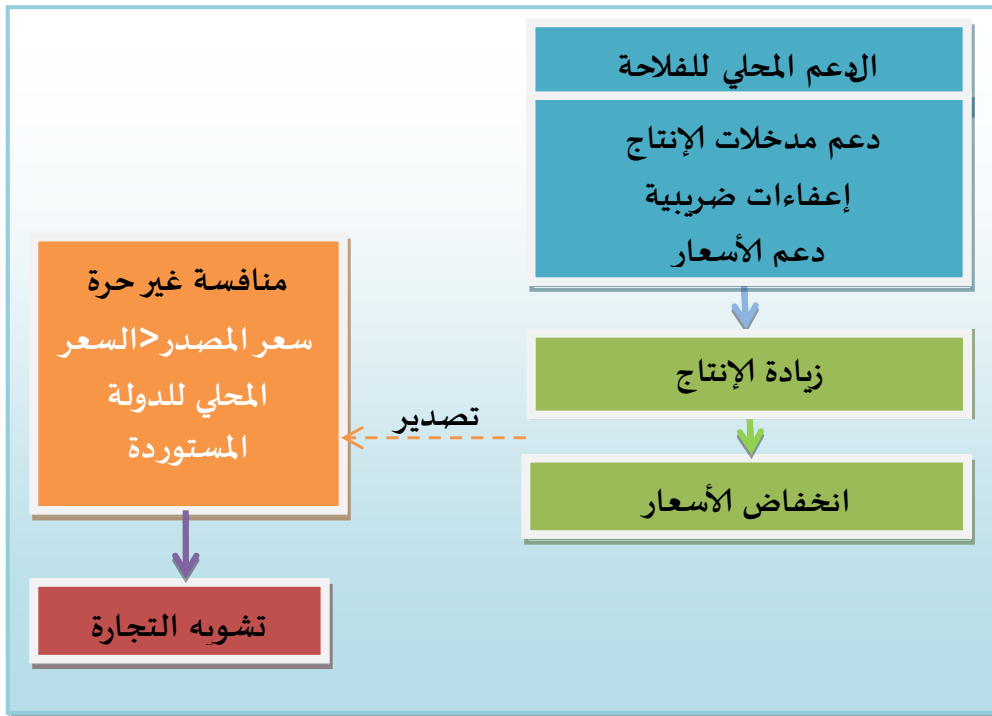 الدعم المحلي للفلاحة
دعم مدخلات الإنتاج
إعفاءات ضريبية
دعم الأسعار
زيادة الإنتاج
انخفاض الأسعار
تصدير
منافسة غير حرة
سعر المصدر<السعر
المحلي للدولة
المستوردة
تشويه التجارة